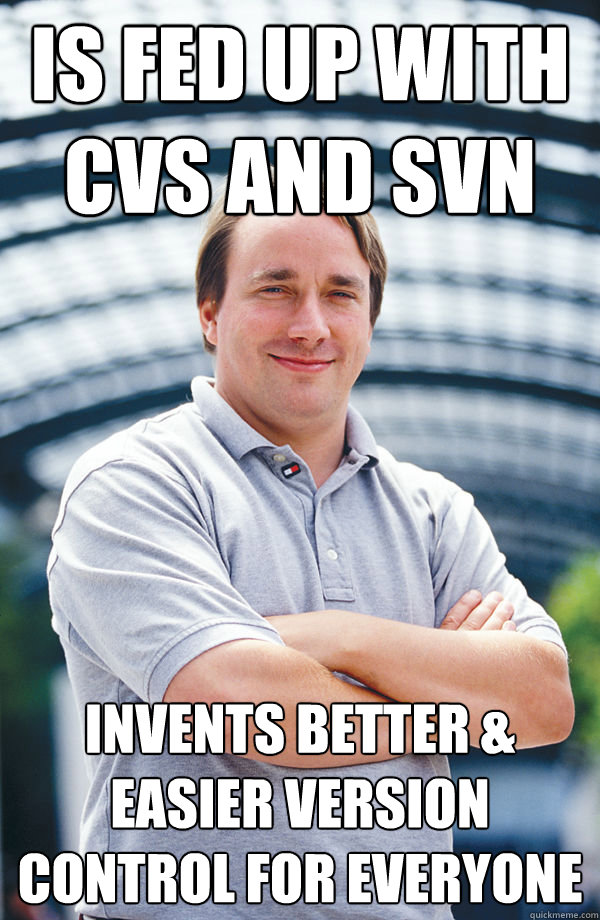 IS FED UP WITH
CVS AND SVN
INVENTS BETTER &
EASIER VERSION
CONTROL FOR EVERYONE
quickmeme.com